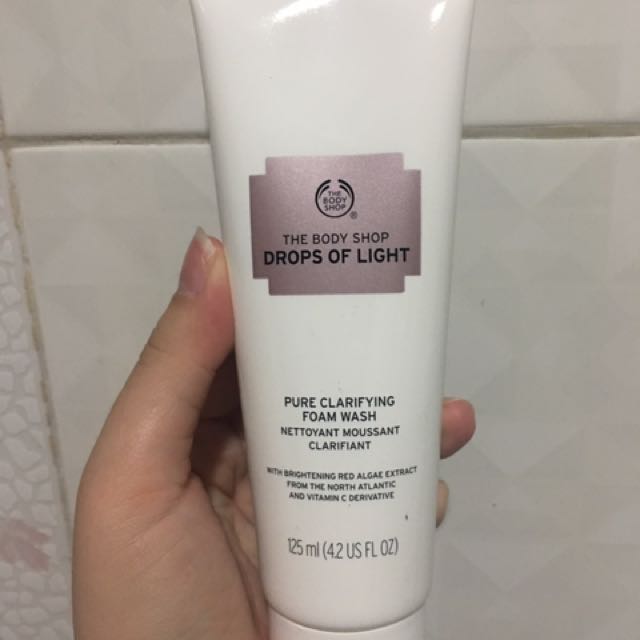 THE
BODY
SHOP
®
THE BODY SHOP
DROPS OF LIGHT
PURE CLARIFYING
FOAM WASH
NETTOYANT MOUSSANT
CLARIFIANT
WITH BRIGHTENING RED ALGAE EXTRACT
FROM THE NORTH ATLANTIC
AND VITAMIN C DERIVATIVE
125 ml (4.2 US FL OZ)